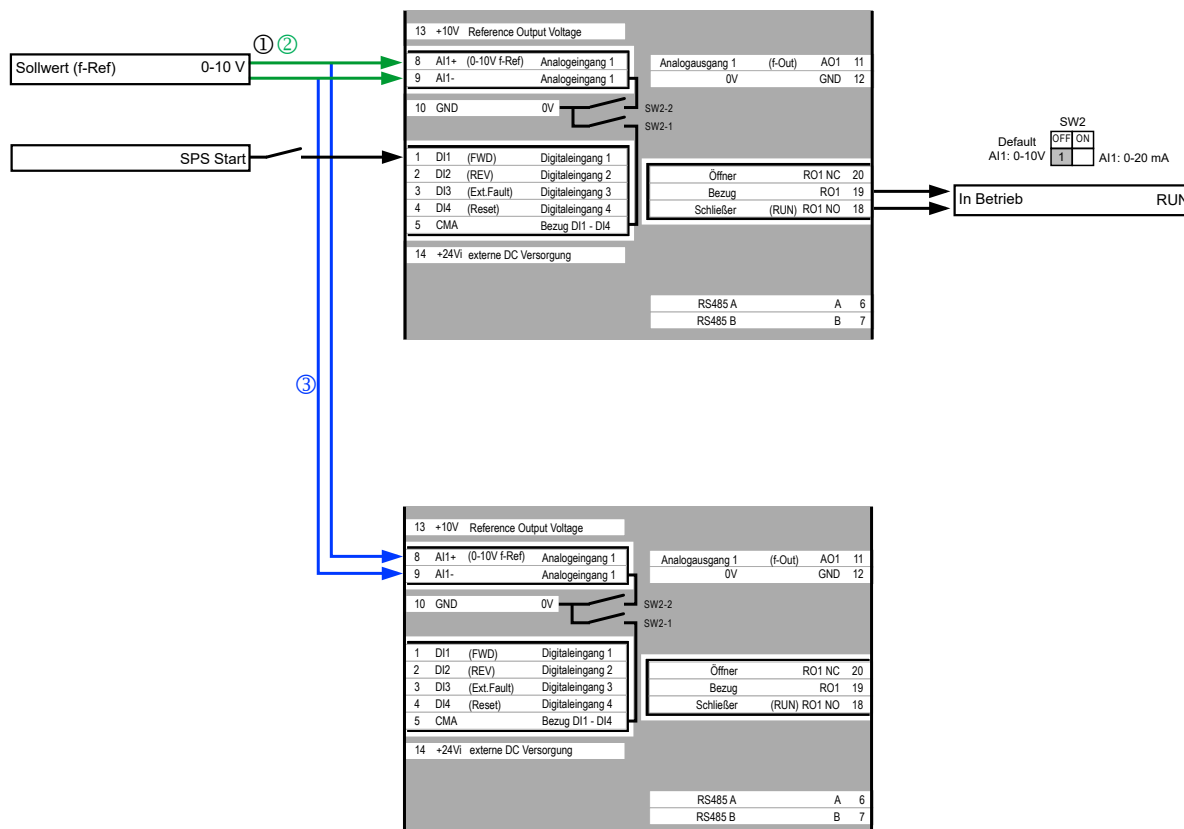 13 +10V Reference Output Voltage
① ②
Sollwert (f-Ref) 0-10 V
8 AI1+ (0-10V f-Ref) Analogeingang 1
9 AI1- Analogeingang 1
Analogausgang 1 (f-Out) AO1 11
0V GND 12
10 GND 0V
SW2-2
SW2-1
SW2
Default OFF ON
AI1: 0-10V 1 AI1: 0-20 mA
SPS Start
1 DI1 (FWD) Digitaleingang 1
2 DI2 (REV) Digitaleingang 2
3 DI3 (Ext.Fault) Digitaleingang 3
4 DI4 (Reset) Digitaleingang 4
5 CMA Bezug DI1 - DI4
Öffner RO1 NC 20
Bezug RO1 19
Schließer (RUN) RO1 NO 18
In Betrieb RUN
14 +24Vi externe DC Versorgung
RS485 A A 6
RS485 B B 7
③
13 +10V Reference Output Voltage
8 AI1+ (0-10V f-Ref) Analogeingang 1
9 AI1- Analogeingang 1
Analogausgang 1 (f-Out) AO1 11
0V GND 12
10 GND 0V
SW2-2
SW2-1
1 DI1 (FWD) Digitaleingang 1
2 DI2 (REV) Digitaleingang 2
3 DI3 (Ext.Fault) Digitaleingang 3
4 DI4 (Reset) Digitaleingang 4
5 CMA Bezug DI1 - DI4
Öffner RO1 NC 20
Bezug RO1 19
Schließer (RUN) RO1 NO 18
14 +24Vi externe DC Versorgung
RS485 A A 6
RS485 B B 7